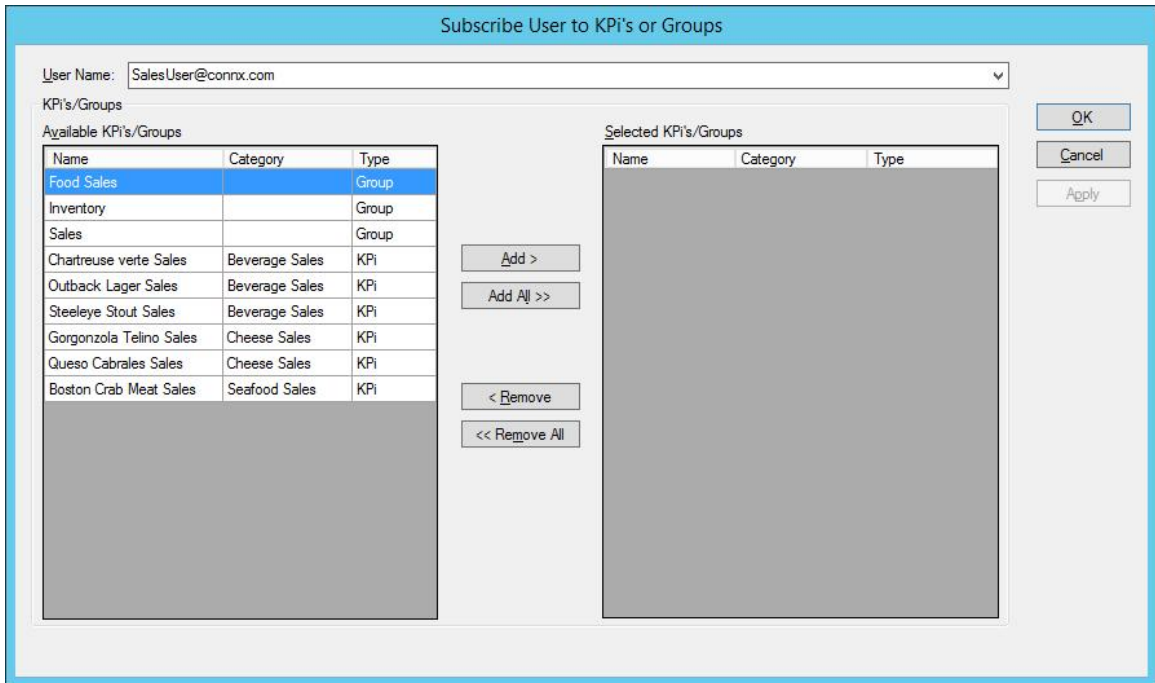 Subscribe User to KPi's or Groups
User Name: SalesUser@connx.com
KPi's/Groups
Available KPi's/Groups
Name Category Type
Food Sales Group
Inventory Group
Sales Group
Chartreuse verte Sales Beverage Sales KPi
Outback Lager Sales Beverage Sales KPi
Steeleye Stout Sales Beverage Sales KPi
Gorgonzola Telino Sales Cheese Sales KPi
Queso Cabrales Sales Cheese Sales KPi
Boston Crab Meat Sales Seafood Sales KPi
Add >
Add All >>
< Remove
<< Remove All
Selected KPi's/Groups
Name Category Type
OK
Cancel
Apply